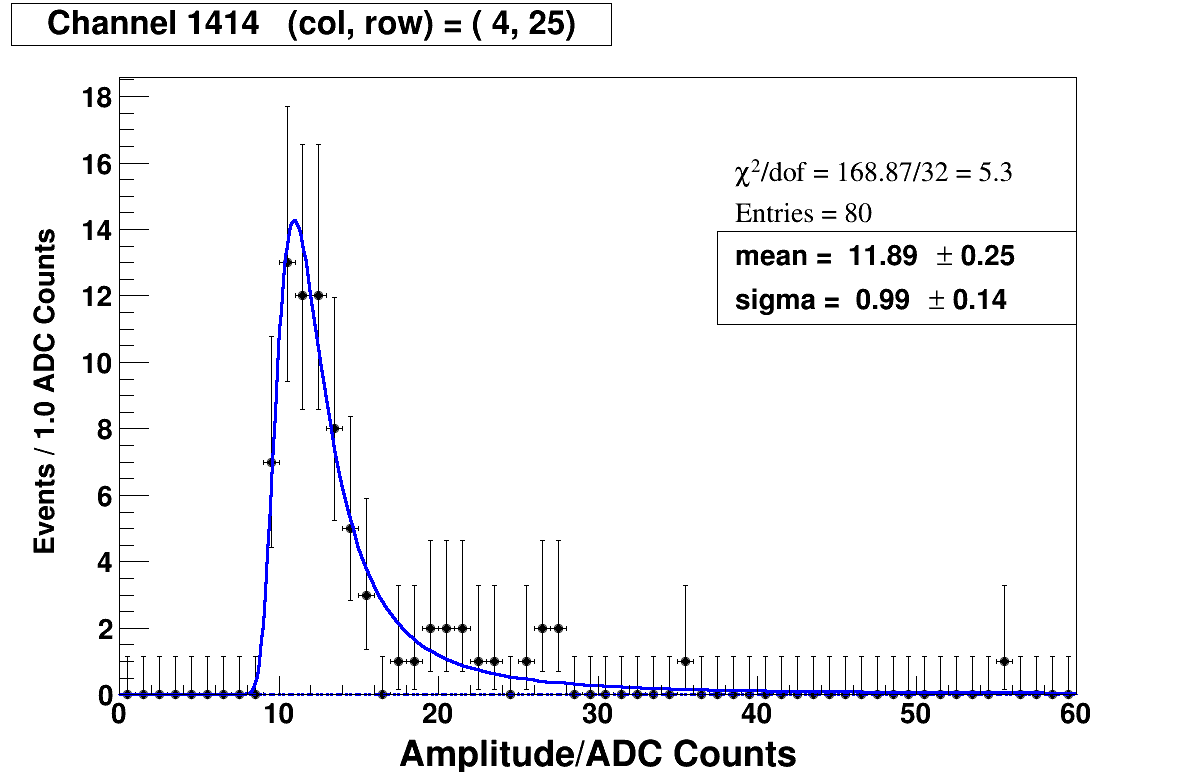 Channel 1414 (col, row) = ( 4, 25)
18
16
14
12
10
8
6
4
2
0
Events / 1.0 ADC Counts
χ²/dof = 168.87/32 = 5.3
Entries = 80
mean = 11.89 ± 0.25
sigma = 0.99 ± 0.14
0 10 20 30 40 50 60
Amplitude/ADC Counts